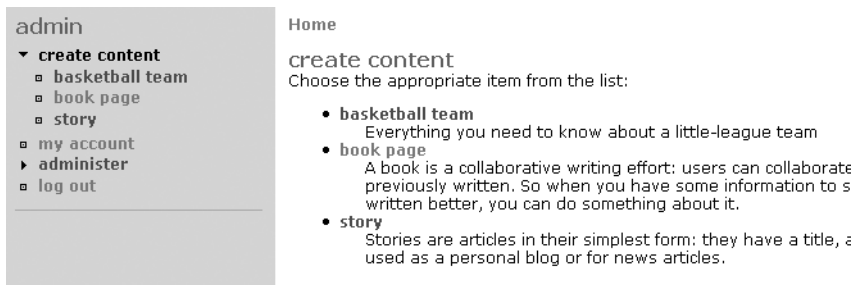 admin
create content
basketball team
book page
story
my account
administer
log out
Home
create content
Choose the appropriate item from the list:
basketball team
Everything you need to know about a little-league team
book page
A book is a collaborative writing effort: users can collaborate
previously written. So when you have some information to s
written better, you can do something about it.
story
Stories are articles in their simplest form: they have a title, a
used as a personal blog or for news articles.